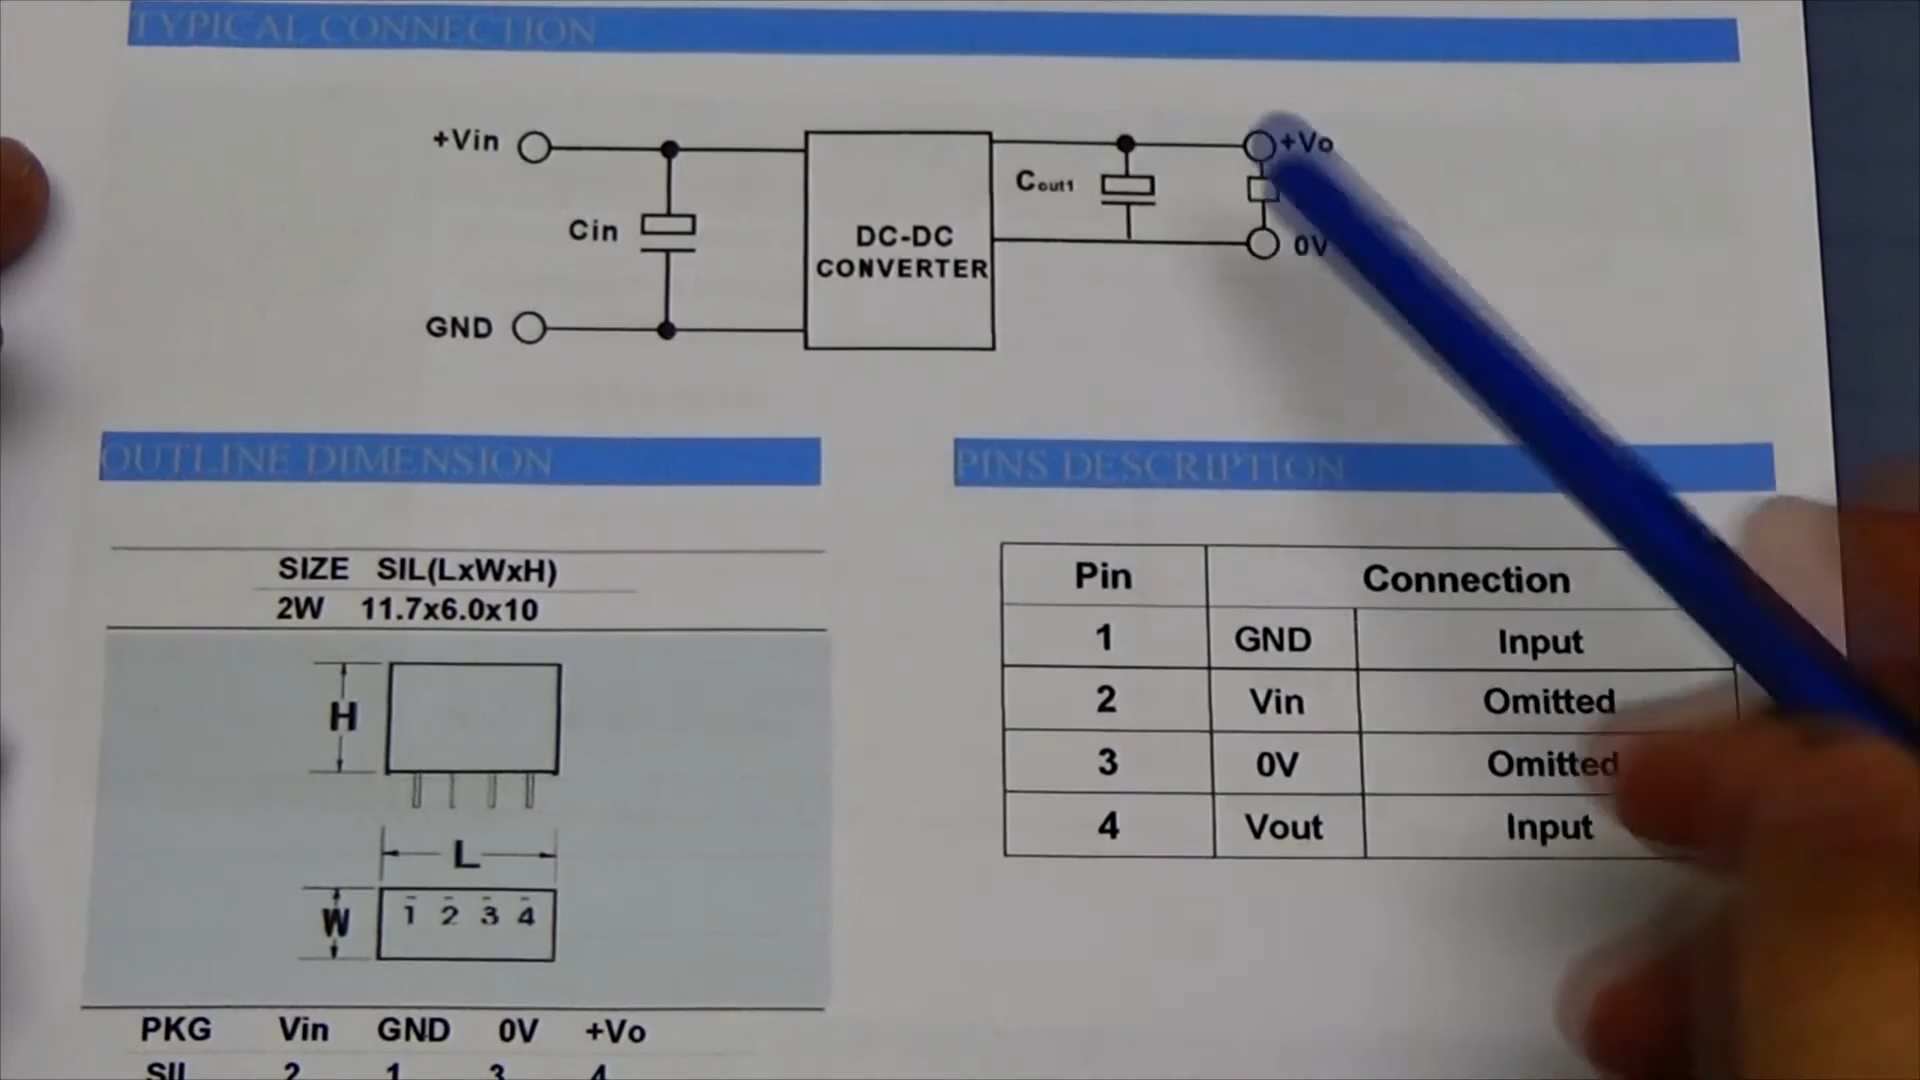 TYPICAL CONNECTION
+Vin
+Vo
Cout1
Cin
DC-DC
CONVERTER
0V
GND
OUTLINE DIMENSION
PINS DESCRIPTION
SIZE SIL(LxWxH)
2W 11.7x6.0x10
H
L
W
1 2 3 4
Pin Connection
1 GND Input
2 Vin Omitted
3 0V Omitted
4 Vout Input
PKG Vin GND 0V +Vo
SIL 2 1 3 4